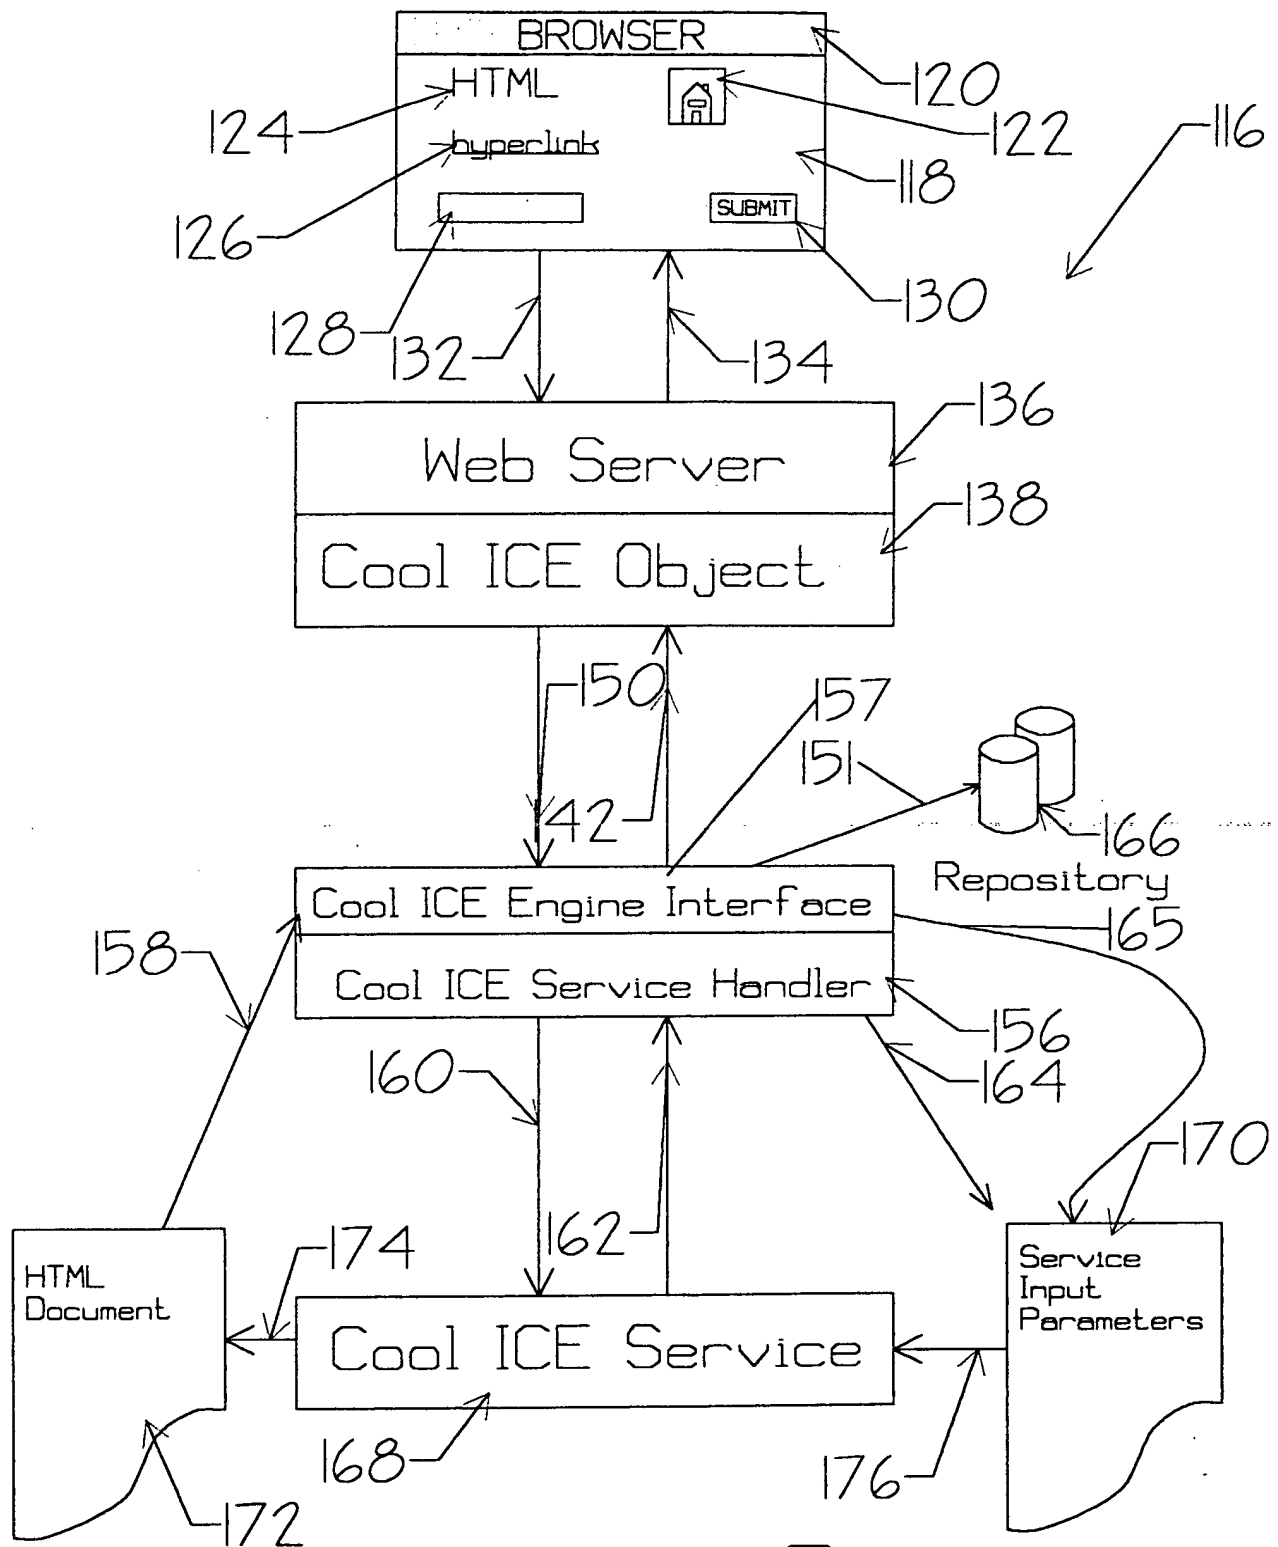 BROWSER
120
HTML
124
122
116
hyperlink
118
126
SUBMIT
130
128
132
134
136
Web Server
138
Cool ICE Object
150
157
151
142
166
Repository
Cool ICE Engine Interface
165
158
Cool ICE Service Handler
156
160
164
170
162
174
HTML
Document
Service
Input
Parameters
Cool ICE Service
168
176
172